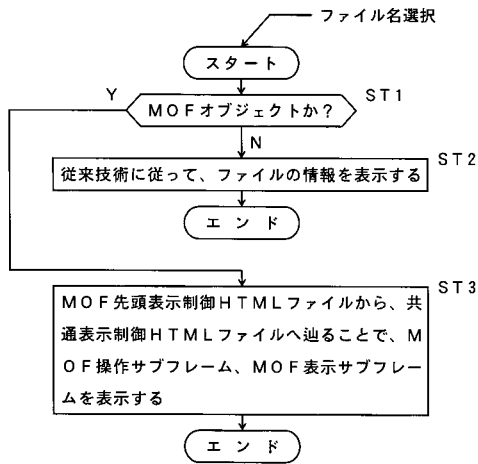 ファイル名選択
スタート
Y
MOFオブジェクトか？
ST1
N
ST2
従来技術に従って、ファイルの情報を表示する
エンド
ST3
MOF先頭表示制御HTMLファイルから、共
通表示制御HTMLファイルへ辿ることで、M
OF操作サブフレーム、MOF表示サブフレー
ムを表示する
エンド